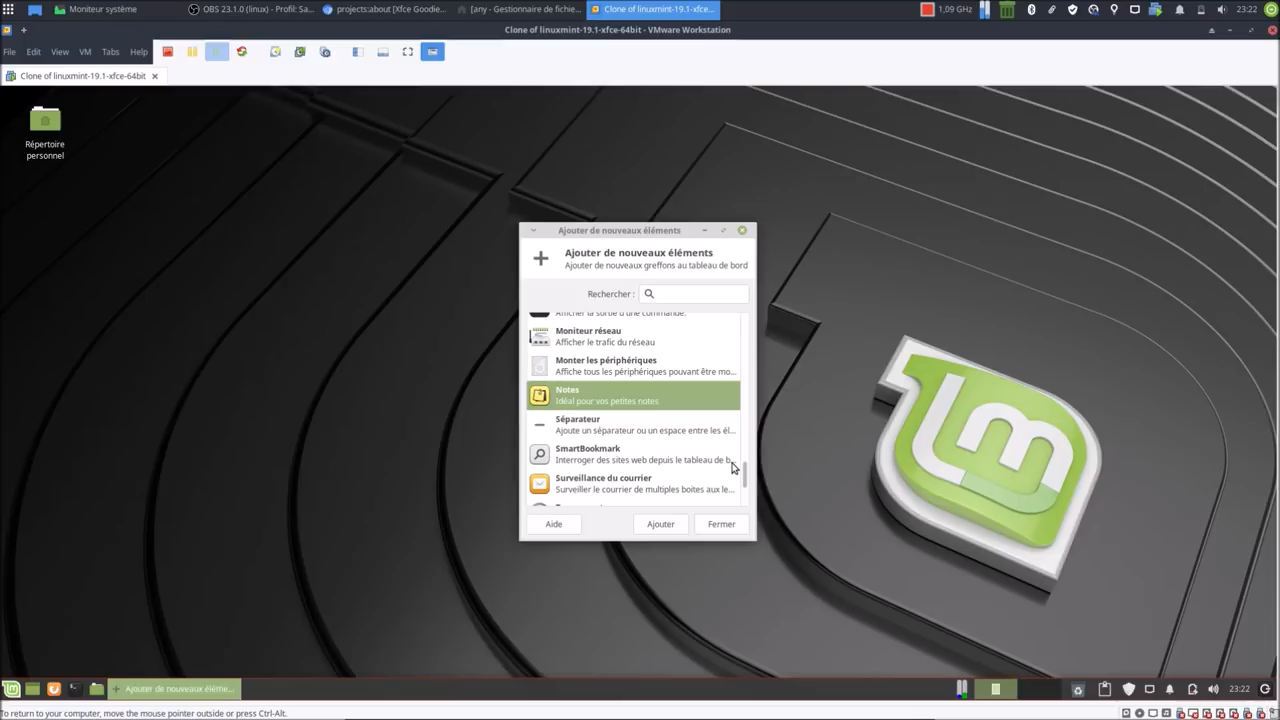 Moniteur système
OBS 23.1.0 (linux) - Profil: Sa...
projects:about [Xfce Goodie...
[any - Gestionnaire de fichie...
Clone of linuxmint-19.1-xfce...
1,09 GHz
23:22
Clone of linuxmint-19.1-xfce-64bit - VMware Workstation
File Edit View VM Tabs Help
Clone of linuxmint-19.1-xfce-64bit
Répertoire
personnel
Ajouter de nouveaux éléments
Ajouter de nouveaux éléments
Ajouter de nouveaux greffons au tableau de bord
Rechercher :
Afficher la sortie d'une commande.
Moniteur réseau
Afficher le trafic du réseau
Monter les périphériques
Affiche tous les périphériques pouvant être mo...
Notes
Idéal pour vos petites notes
Séparateur
Ajoute un séparateur ou un espace entre les él...
SmartBookmark
Interroger des sites web depuis le tableau de b...
Surveillance du courrier
Surveiller le courrier de multiples boites aux le...
Aide Ajouter Fermer
Ajouter de nouveaux éléme...
23:22
To return to your computer, move the mouse pointer outside or press Ctrl-Alt.